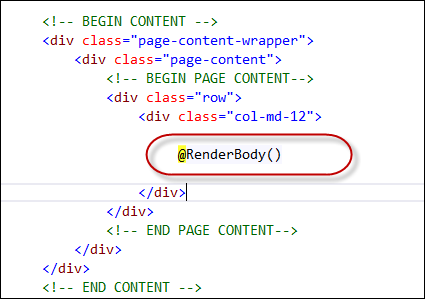 <!-- BEGIN CONTENT -->
<div class="page-content-wrapper">
<div class="page-content">
<!-- BEGIN PAGE CONTENT-->
<div class="row">
<div class="col-md-12">
@RenderBody()
</div>
</div>
<!-- END PAGE CONTENT-->
</div>
</div>
<!-- END CONTENT -->